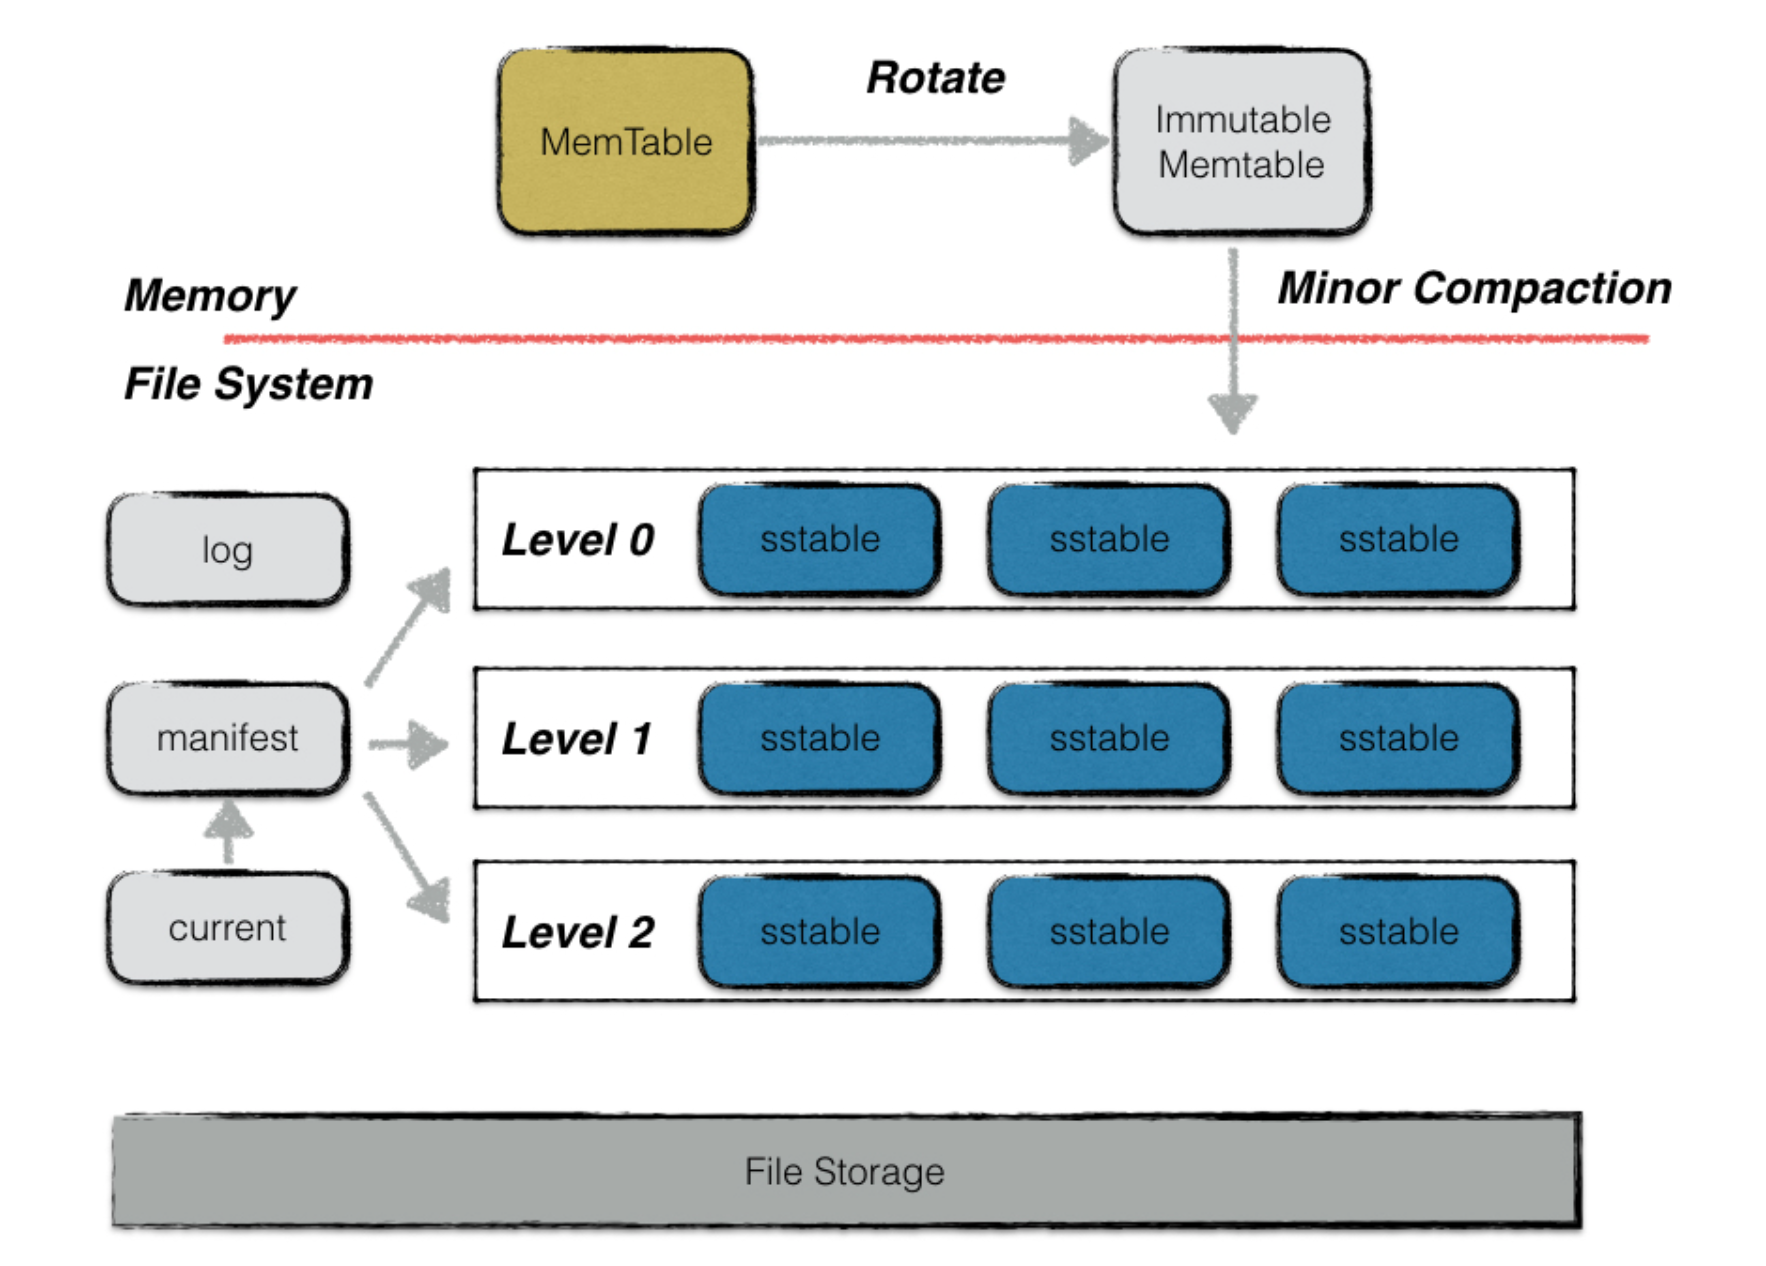 MemTable
Rotate
Immutable
Memtable
Memory
Minor Compaction
File System
log
Level 0 sstable sstable sstable
manifest
Level 1 sstable sstable sstable
current
Level 2 sstable sstable sstable
File Storage